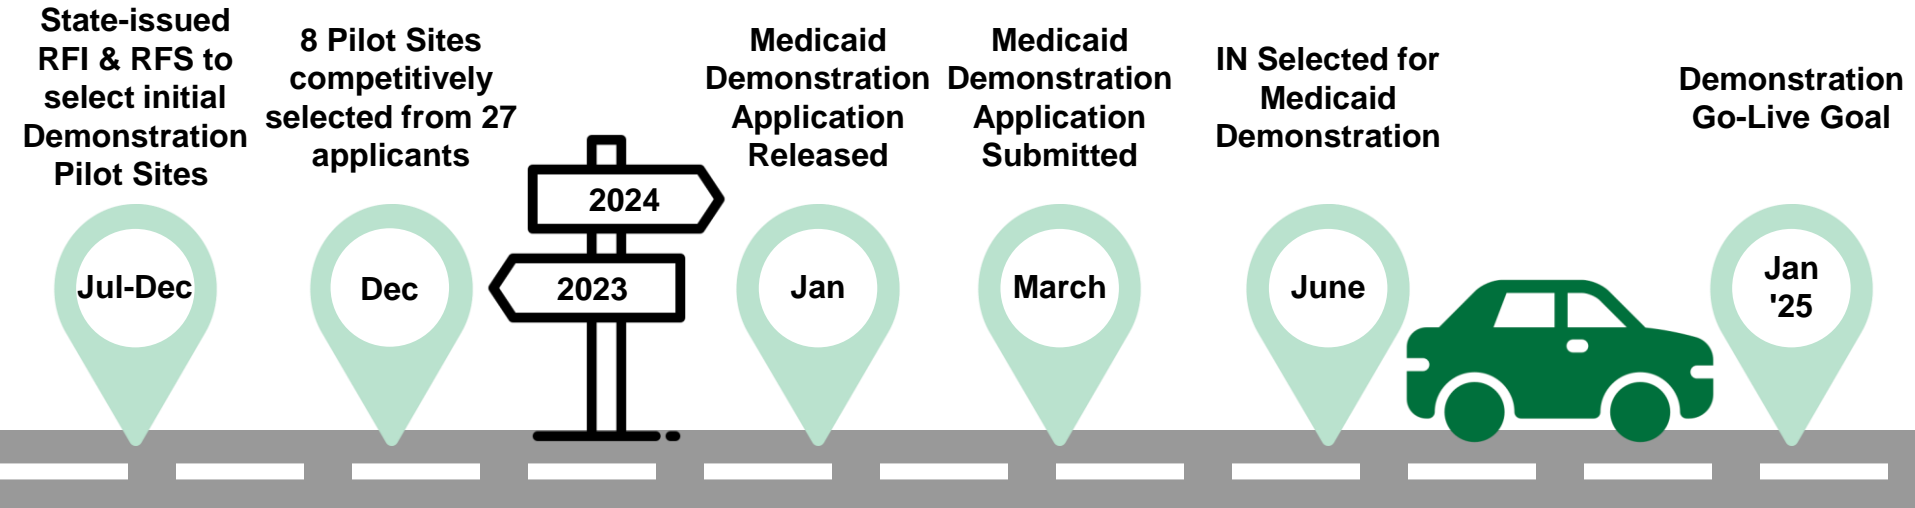 State-issued
RFI & RFS to
select initial
Demonstration
Pilot Sites
Jul-Dec
8 Pilot Sites
competitively
selected from 27
applicants
Dec
2024
2023
Medicaid
Demonstration
Application
Released
Jan
Medicaid
Demonstration
Application
Submitted
March
IN Selected for
Medicaid
Demonstration
June
Demonstration
Go-Live Goal
Jan
'25